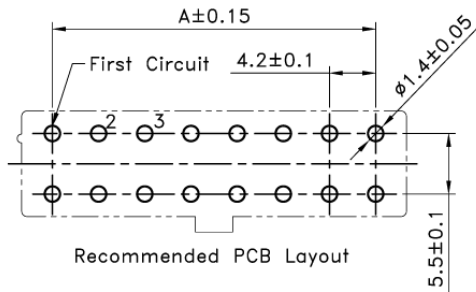 A±0.15
First Circuit
4.2±0.1
ø1.4±0.05
2 3
5.5±0.1
Recommended PCB Layout